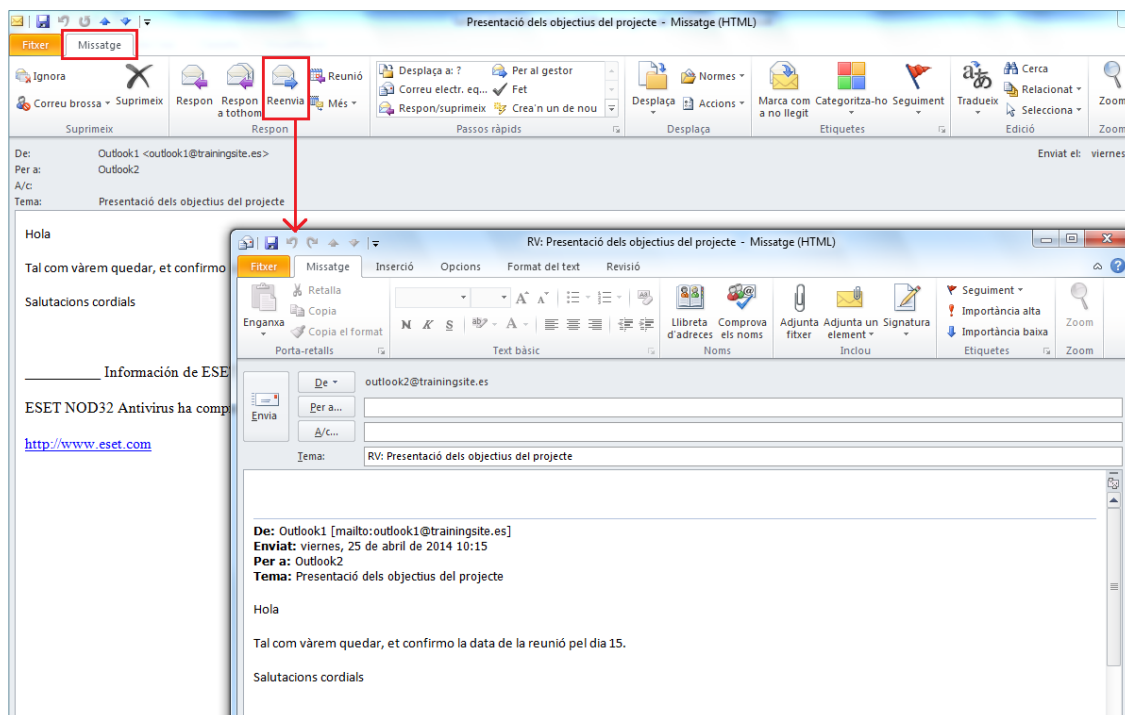 Presentació dels objectius del projecte - Missatge (HTML)
Fitxer Missatge
Ignora
Correu brossa
Suprimeix
Suprimeix
Respon
Respon a tothom
Reenvia
Reunió
Més
Respon
Desplaça a: ?
Correu electr. eq...
Respon/suprimeix
Per al gestor
Fet
Crea'n un de nou
Passos ràpids
Desplaça
Normes
Accions
Desplaça
Marca com a no llegit
Categoritza-ho
Seguiment
Etiquetes
Tradueix
Cerca
Relacionat
Selecciona
Edició
Zoom
Zoom
De: Outlook1 <outlook1@trainingsite.es>
Enviat el: viernes
Per a: Outlook2
A/c:
Tema: Presentació dels objectius del projecte
Hola
Tal com vàrem quedar, et confirmo
Salutacions cordials
__________ Información de ESE
ESET NOD32 Antivirus ha comp
http://www.eset.com
RV: Presentació dels objectius del projecte - Missatge (HTML)
Fitxer Missatge Inserció Opcions Format del text Revisió
Enganxa
Retalla
Copia
Copia el format
Porta-retalls
N K S
Text bàsic
Llibreta d'adreces
Comprova els noms
Noms
Adjunta fitxer
Adjunta un element
Signatura
Inclou
Seguiment
Importància alta
Importància baixa
Etiquetes
Zoom
Zoom
Envia
De outlook2@trainingsite.es
Per a...
A/c...
Tema: RV: Presentació dels objectius del projecte
De: Outlook1 [mailto:outlook1@trainingsite.es]
Enviat: viernes, 25 de abril de 2014 10:15
Per a: Outlook2
Tema: Presentació dels objectius del projecte
Hola
Tal com vàrem quedar, et confirmo la data de la reunió pel dia 15.
Salutacions cordials